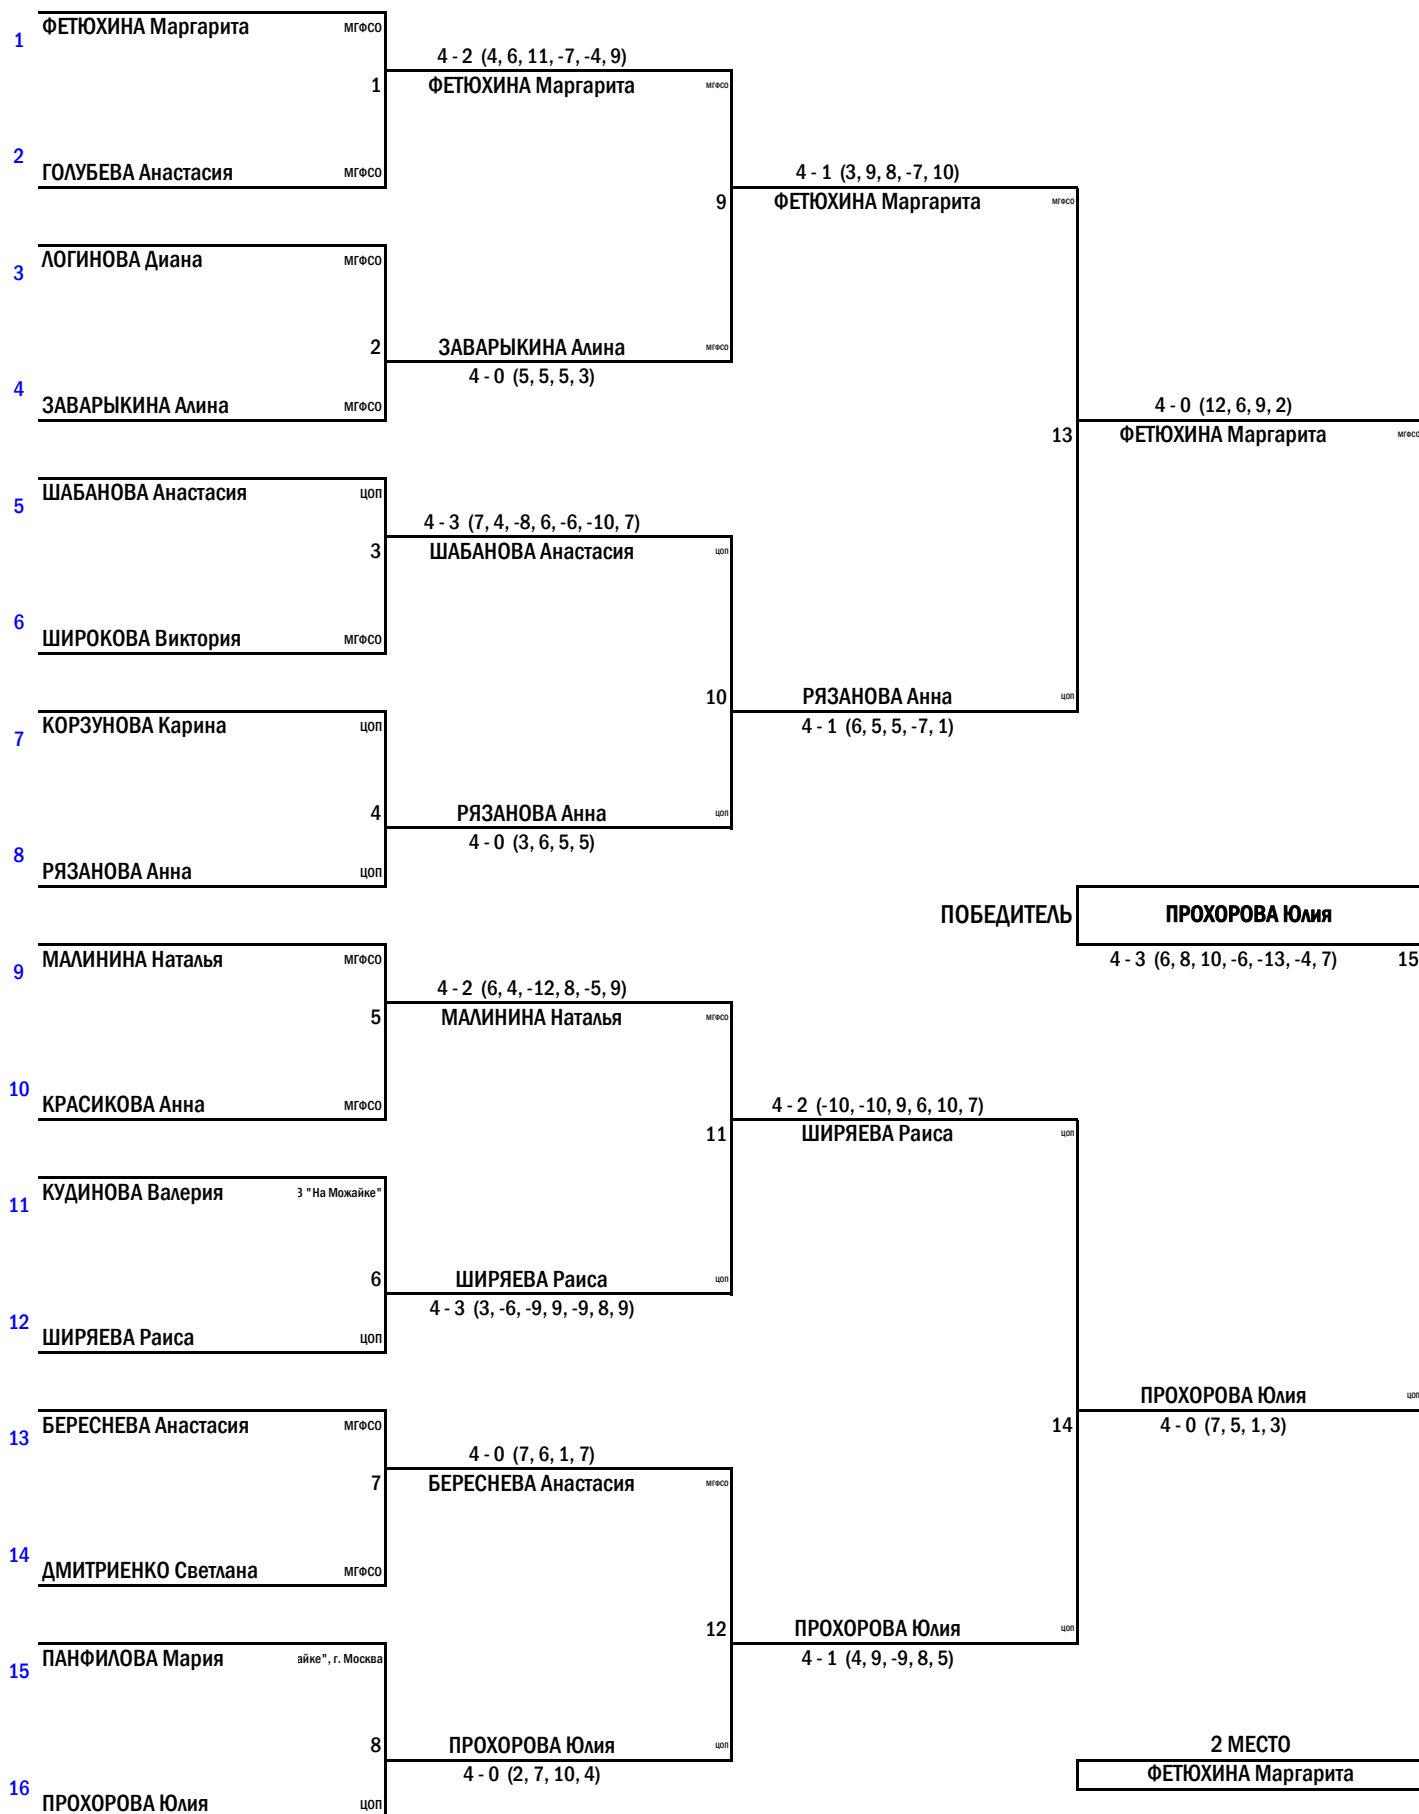 1 ФЕТЮХИНА Маргарита МГФСО
4 - 2 (4, 6, 11, -7, -4, 9)
1 ФЕТЮХИНА Маргарита МГФСО
2 ГОЛУБЕВА Анастасия МГФСО
4 - 1 (3, 9, 8, -7, 10)
9 ФЕТЮХИНА Маргарита МГФСО
3 ЛОГИНОВА Диана МГФСО
2 ЗАВАРЫКИНА Алина МГФСО
4 - 0 (5, 5, 5, 3)
4 ЗАВАРЫКИНА Алина МГФСО
4 - 0 (12, 6, 9, 2)
13 ФЕТЮХИНА Маргарита МГФСО
5 ШАБАНОВА Анастасия ЦОП
4 - 3 (7, 4, -8, 6, -6, -10, 7)
3 ШАБАНОВА Анастасия ЦОП
6 ШИРОКОВА Виктория МГФСО
10 РЯЗАНОВА Анна ЦОП
4 - 1 (6, 5, 5, -7, 1)
7 КОРЗУНОВА Карина ЦОП
4 РЯЗАНОВА Анна ЦОП
4 - 0 (3, 6, 5, 5)
8 РЯЗАНОВА Анна ЦОП
ПОБЕДИТЕЛЬ ПРОХОРОВА Юлия
4 - 3 (6, 8, 10, -6, -13, -4, 7) 15
9 МАЛИНИНА Наталья МГФСО
4 - 2 (6, 4, -12, 8, -5, 9)
5 МАЛИНИНА Наталья МГФСО
10 КРАСИКОВА Анна МГФСО
4 - 2 (-10, -10, 9, 6, 10, 7)
11 ШИРЯЕВА Раиса ЦОП
11 КУДИНОВА Валерия З "На Можайке"
6 ШИРЯЕВА Раиса ЦОП
4 - 3 (3, -6, -9, 9, -9, 8, 9)
12 ШИРЯЕВА Раиса ЦОП
ПРОХОРОВА Юлия ЦОП
14 4 - 0 (7, 5, 1, 3)
13 БЕРЕСНЕВА Анастасия МГФСО
4 - 0 (7, 6, 1, 7)
7 БЕРЕСНЕВА Анастасия МГФСО
14 ДМИТРИЕНКО Светлана МГФСО
12 ПРОХОРОВА Юлия ЦОП
4 - 1 (4, 9, -9, 8, 5)
15 ПАНФИЛОВА Мария айке", г. Москва
8 ПРОХОРОВА Юлия ЦОП
4 - 0 (2, 7, 10, 4)
2 МЕСТО
ФЕТЮХИНА Маргарита
16 ПРОХОРОВА Юлия ЦОП